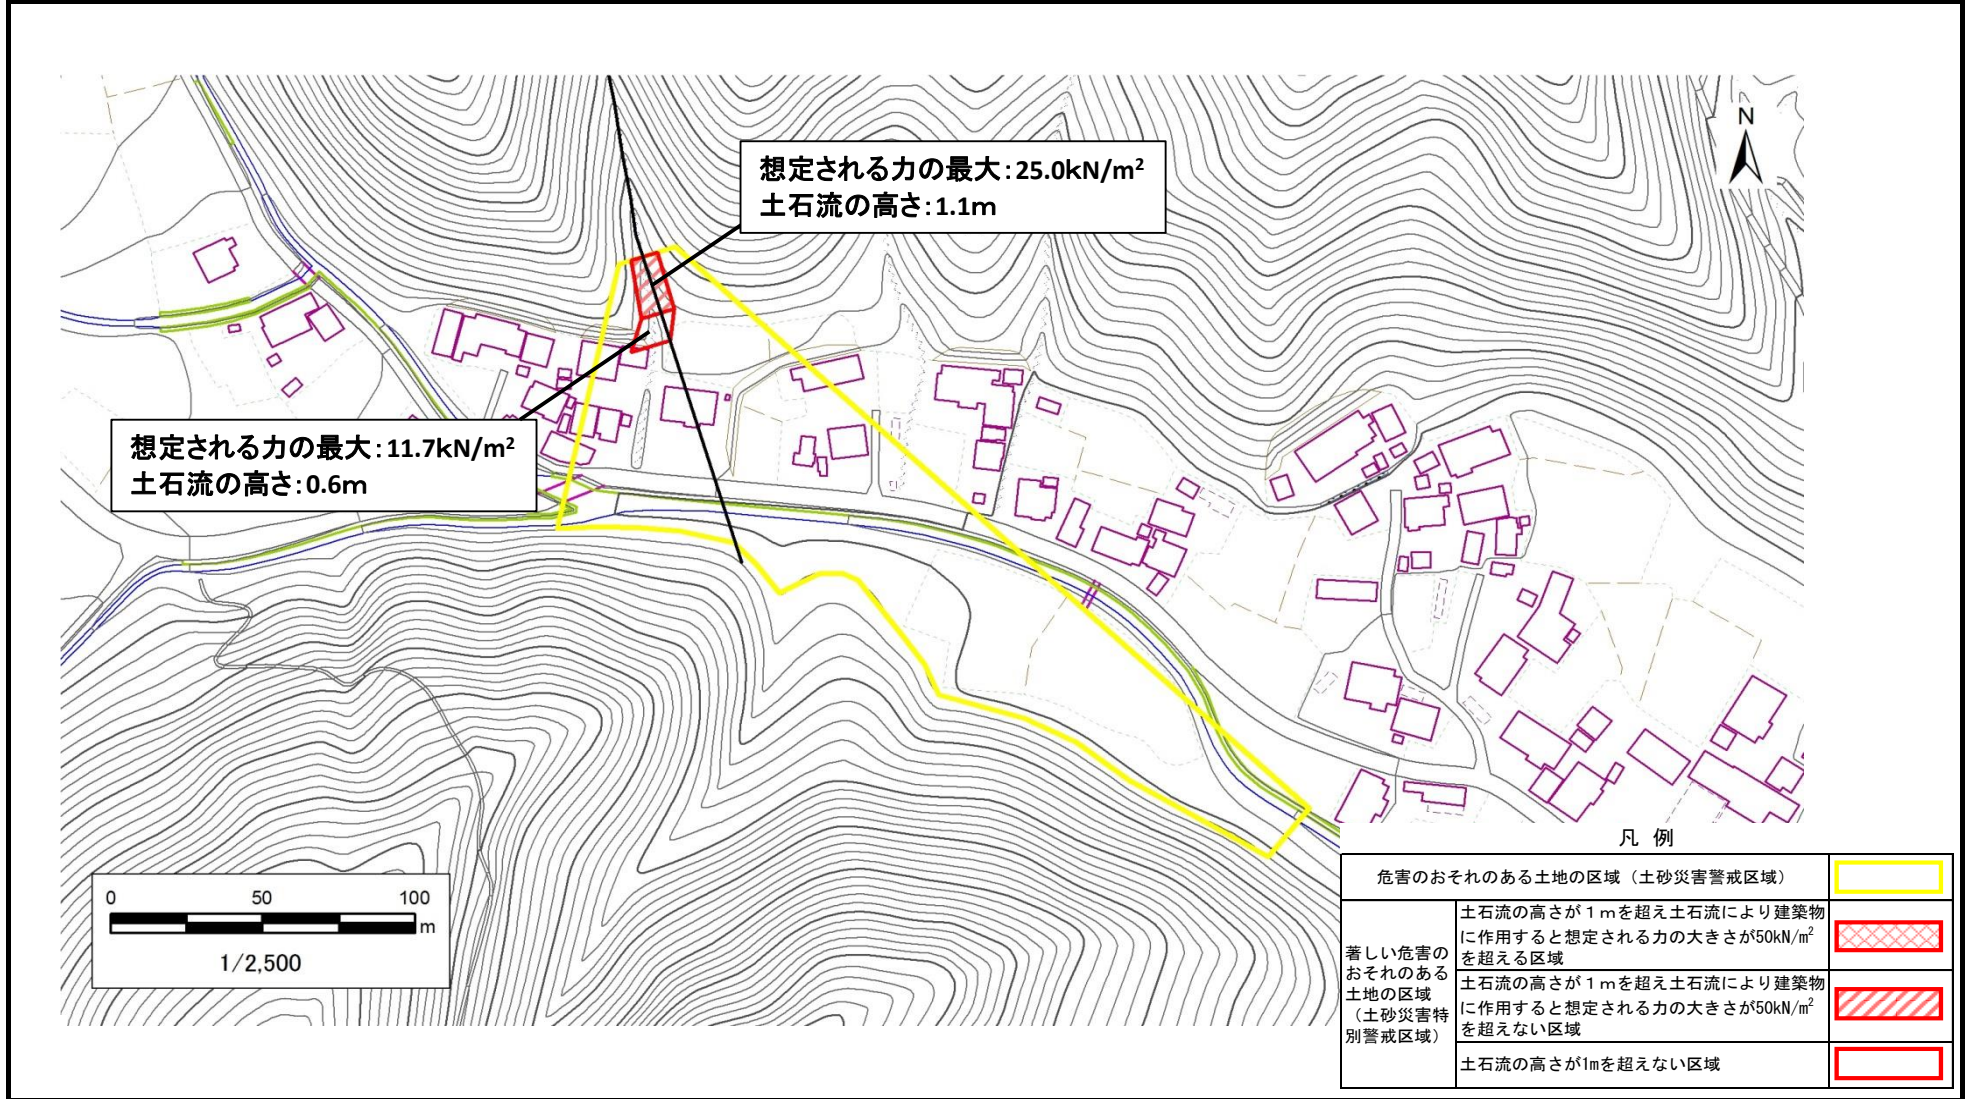 N
想定される力の最大:25.0kN/m²
土石流の高さ:1.1m
想定される力の最大:11.7kN/m²
土石流の高さ:0.6m
0 50 100
m
1/2,500
凡 例
危害のおそれのある土地の区域（土砂災害警戒区域）
著しい危害の
おそれのある
土地の区域
（土砂災害特
別警戒区域）
土石流の高さが１ｍを超え土石流により建築物
に作用すると想定される力の大きさが50kN/m²
を超える区域
土石流の高さが１ｍを超え土石流により建築物
に作用すると想定される力の大きさが50kN/m²
を超えない区域
土石流の高さが1mを超えない区域